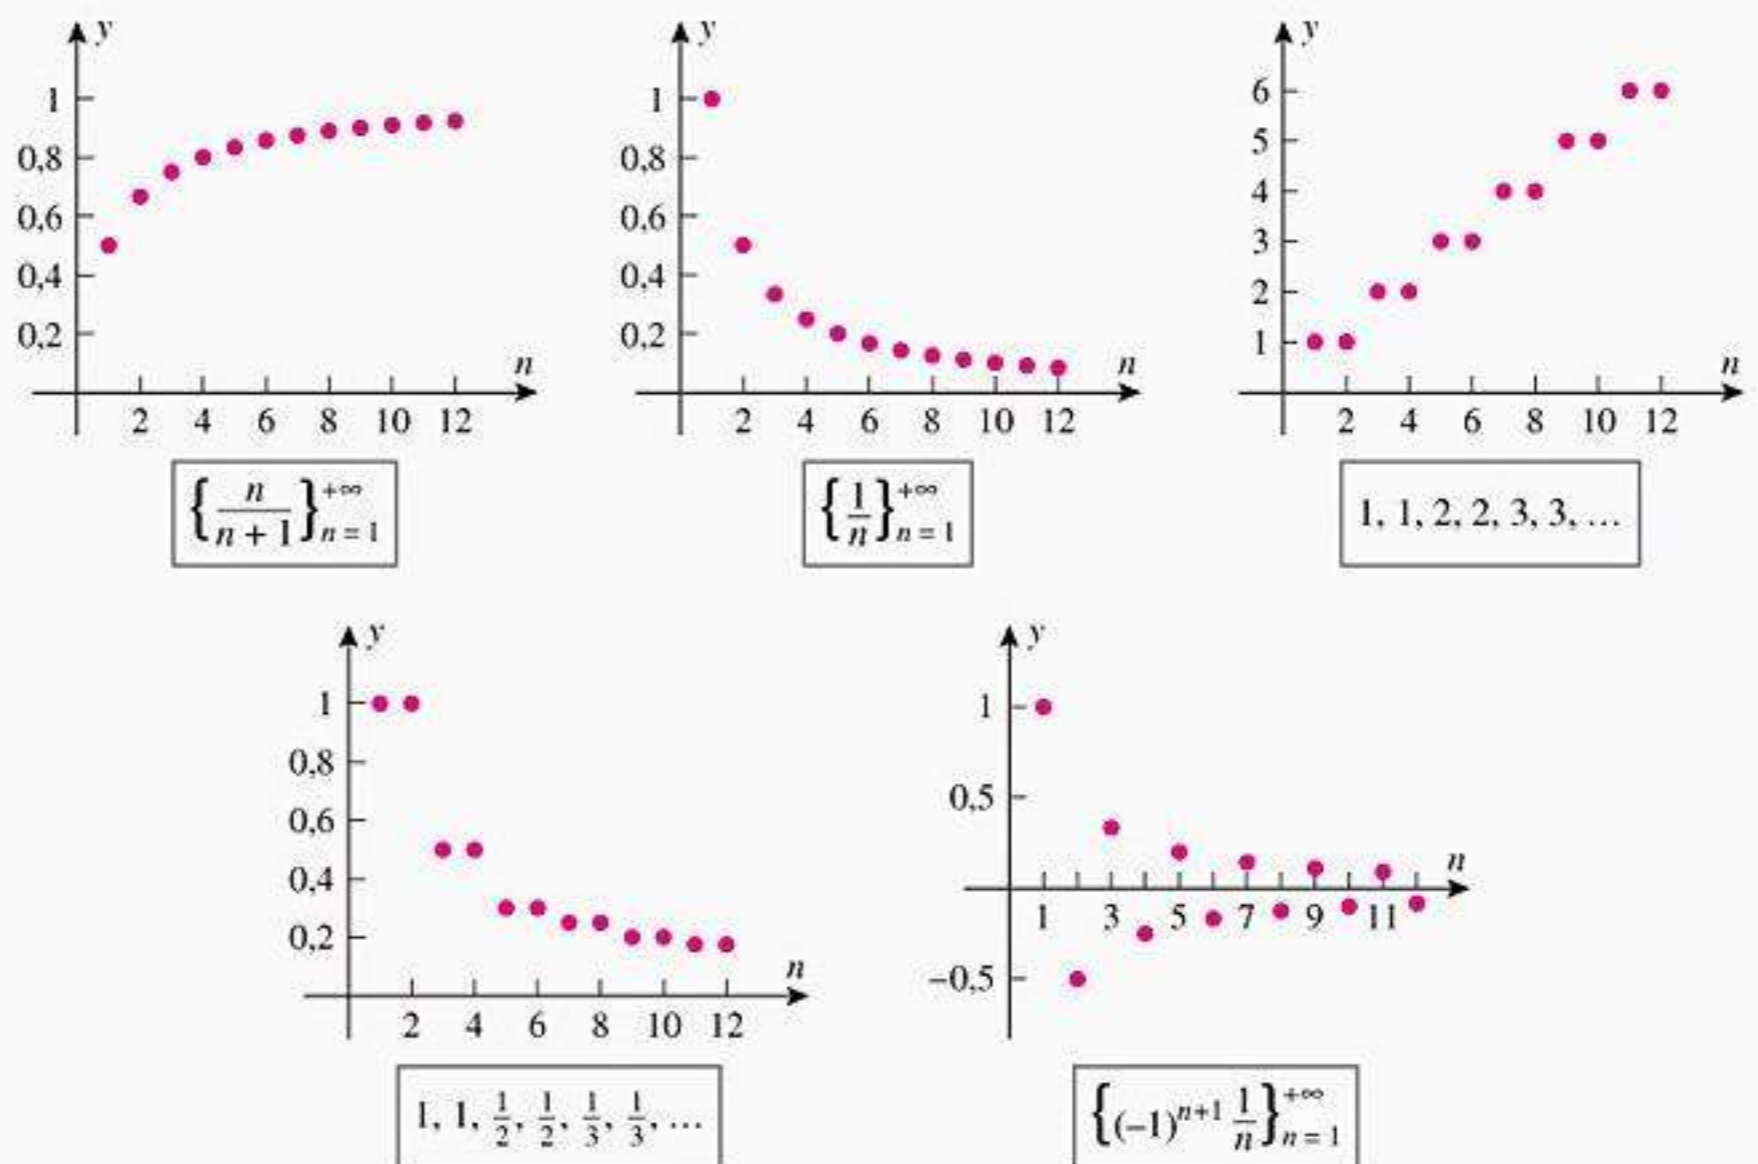 y
1
0,8
0,6
0,4
0,2
n
2 4 6 8 10 12
{n/(n + 1)}_{n = 1}^{+∞}
y
1
0,8
0,6
0,4
0,2
n
2 4 6 8 10 12
{1/n}_{n = 1}^{+∞}
y
6
5
4
3
2
1
n
2 4 6 8 10 12
1, 1, 2, 2, 3, 3, …
y
1
0,8
0,6
0,4
0,2
n
2 4 6 8 10 12
1, 1, 1/2, 1/2, 1/3, 1/3, …
y
1
0,5
n
1 3 5 7 9 11
–0,5
{(–1)^{n+1} 1/n}_{n = 1}^{+∞}